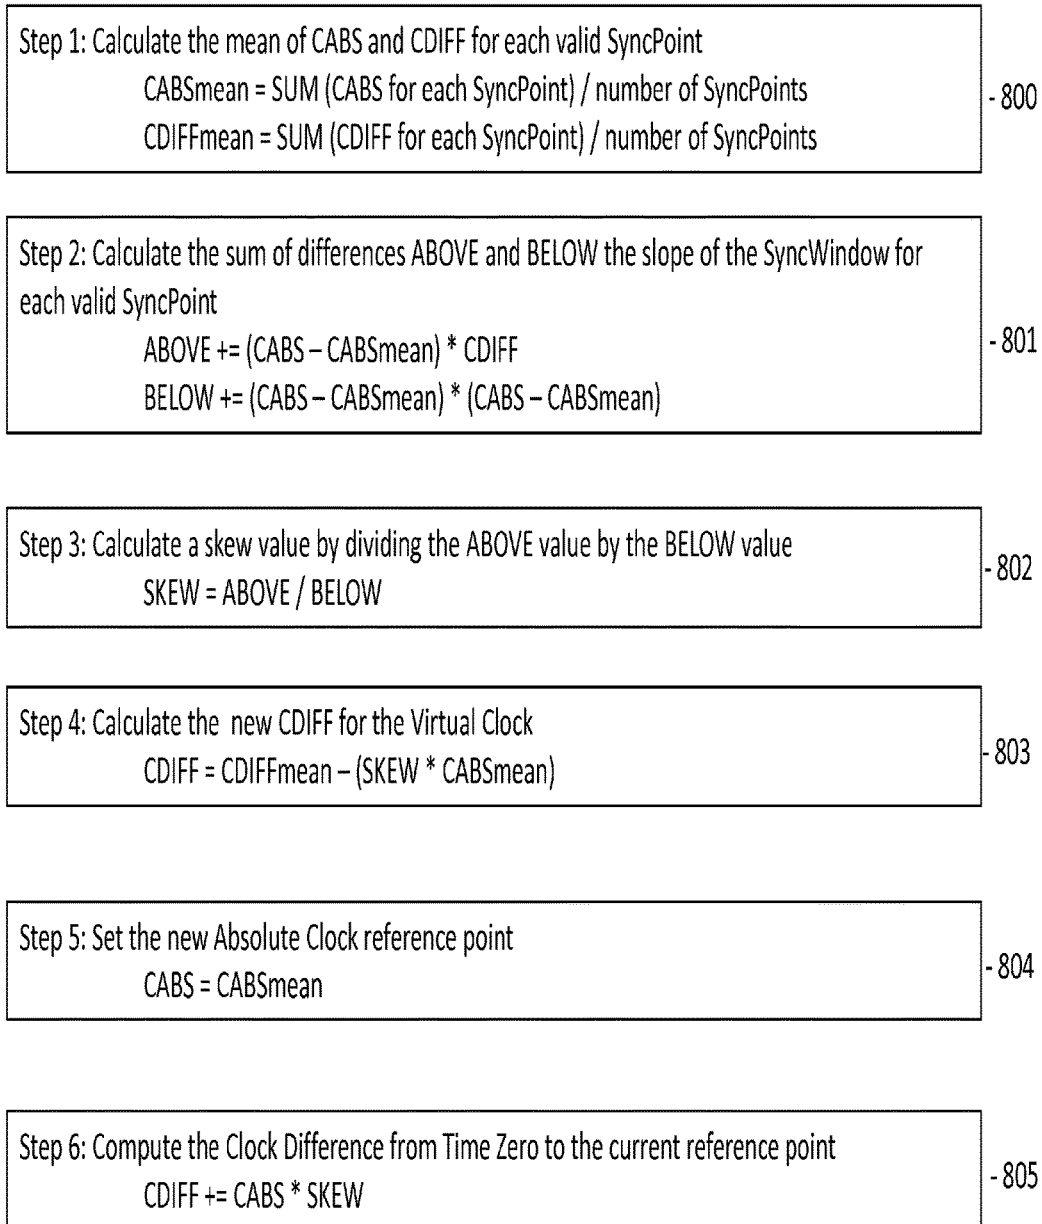 Step 1: Calculate the mean of CABS and CDIFF for each valid SyncPoint
CABSmean = SUM (CABS for each SyncPoint) / number of SyncPoints
CDIFFmean = SUM (CDIFF for each SyncPoint) / number of SyncPoints
- 800
Step 2: Calculate the sum of differences ABOVE and BELOW the slope of the SyncWindow for
each valid SyncPoint
ABOVE += (CABS – CABSmean) * CDIFF
BELOW += (CABS – CABSmean) * (CABS – CABSmean)
- 801
Step 3: Calculate a skew value by dividing the ABOVE value by the BELOW value
SKEW = ABOVE / BELOW
- 802
Step 4: Calculate the new CDIFF for the Virtual Clock
CDIFF = CDIFFmean – (SKEW * CABSmean)
- 803
Step 5: Set the new Absolute Clock reference point
CABS = CABSmean
- 804
Step 6: Compute the Clock Difference from Time Zero to the current reference point
CDIFF += CABS * SKEW
- 805